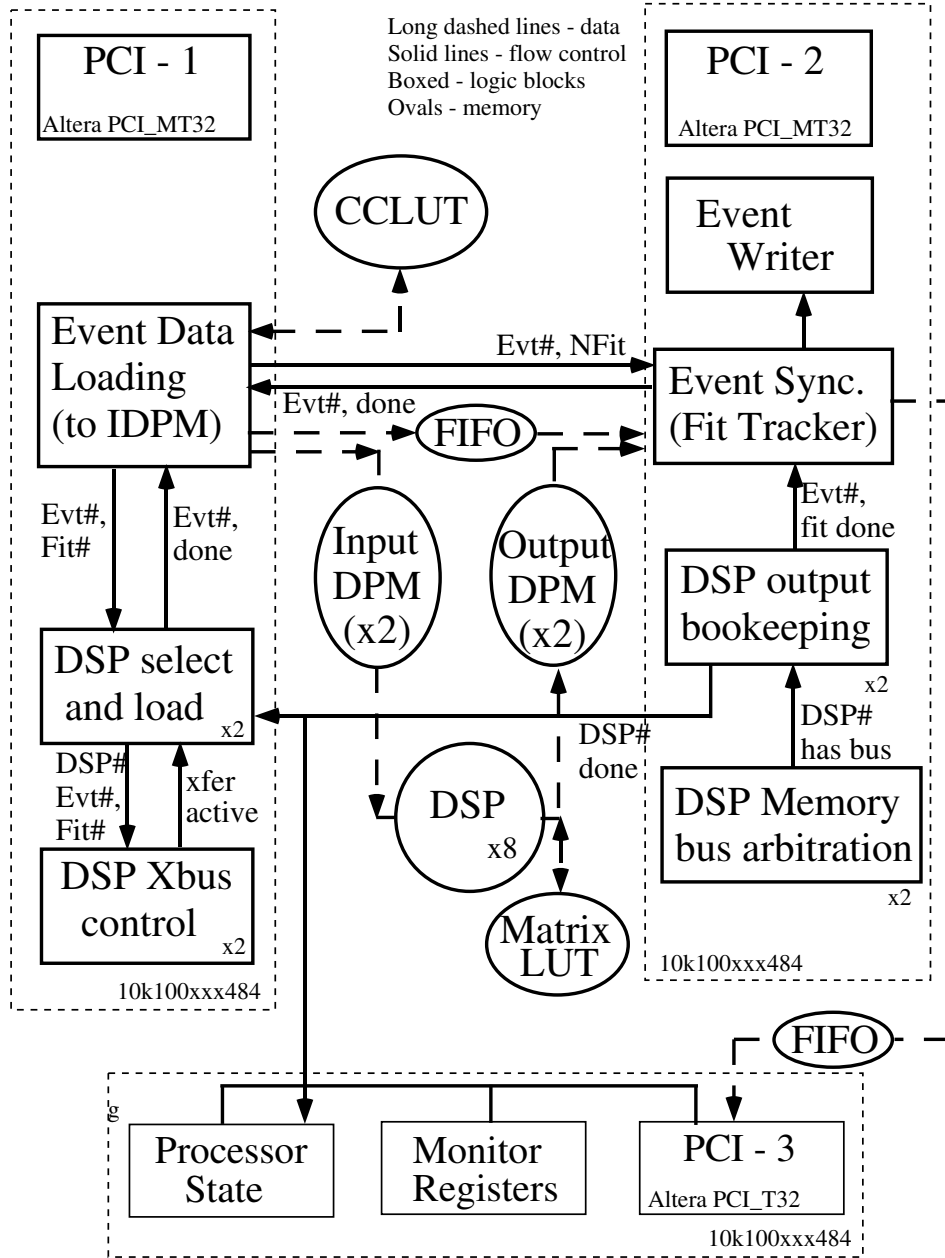 Long dashed lines - data
Solid lines - flow control
Boxed - logic blocks
Ovals - memory
PCI - 1
Altera PCI_MT32
PCI - 2
Altera PCI_MT32
CCLUT
Event
Writer
Event Data
Loading
(to IDPM)
Evt#, NFit
Evt#, done
FIFO
Event Sync.
(Fit Tracker)
Evt#,
Fit#
Evt#,
done
Input
DPM
(x2)
Output
DPM
(x2)
Evt#,
fit done
DSP output
bookeeping
x2
DSP select
and load
x2
DSP#
done
DSP#
has bus
DSP#
Evt#,
Fit#
xfer
active
DSP
x8
DSP Memory
bus arbitration
x2
DSP Xbus
control
x2
Matrix
LUT
10k100xxx484
10k100xxx484
FIFO
g
Processor
State
Monitor
Registers
PCI - 3
Altera PCI_T32
10k100xxx484